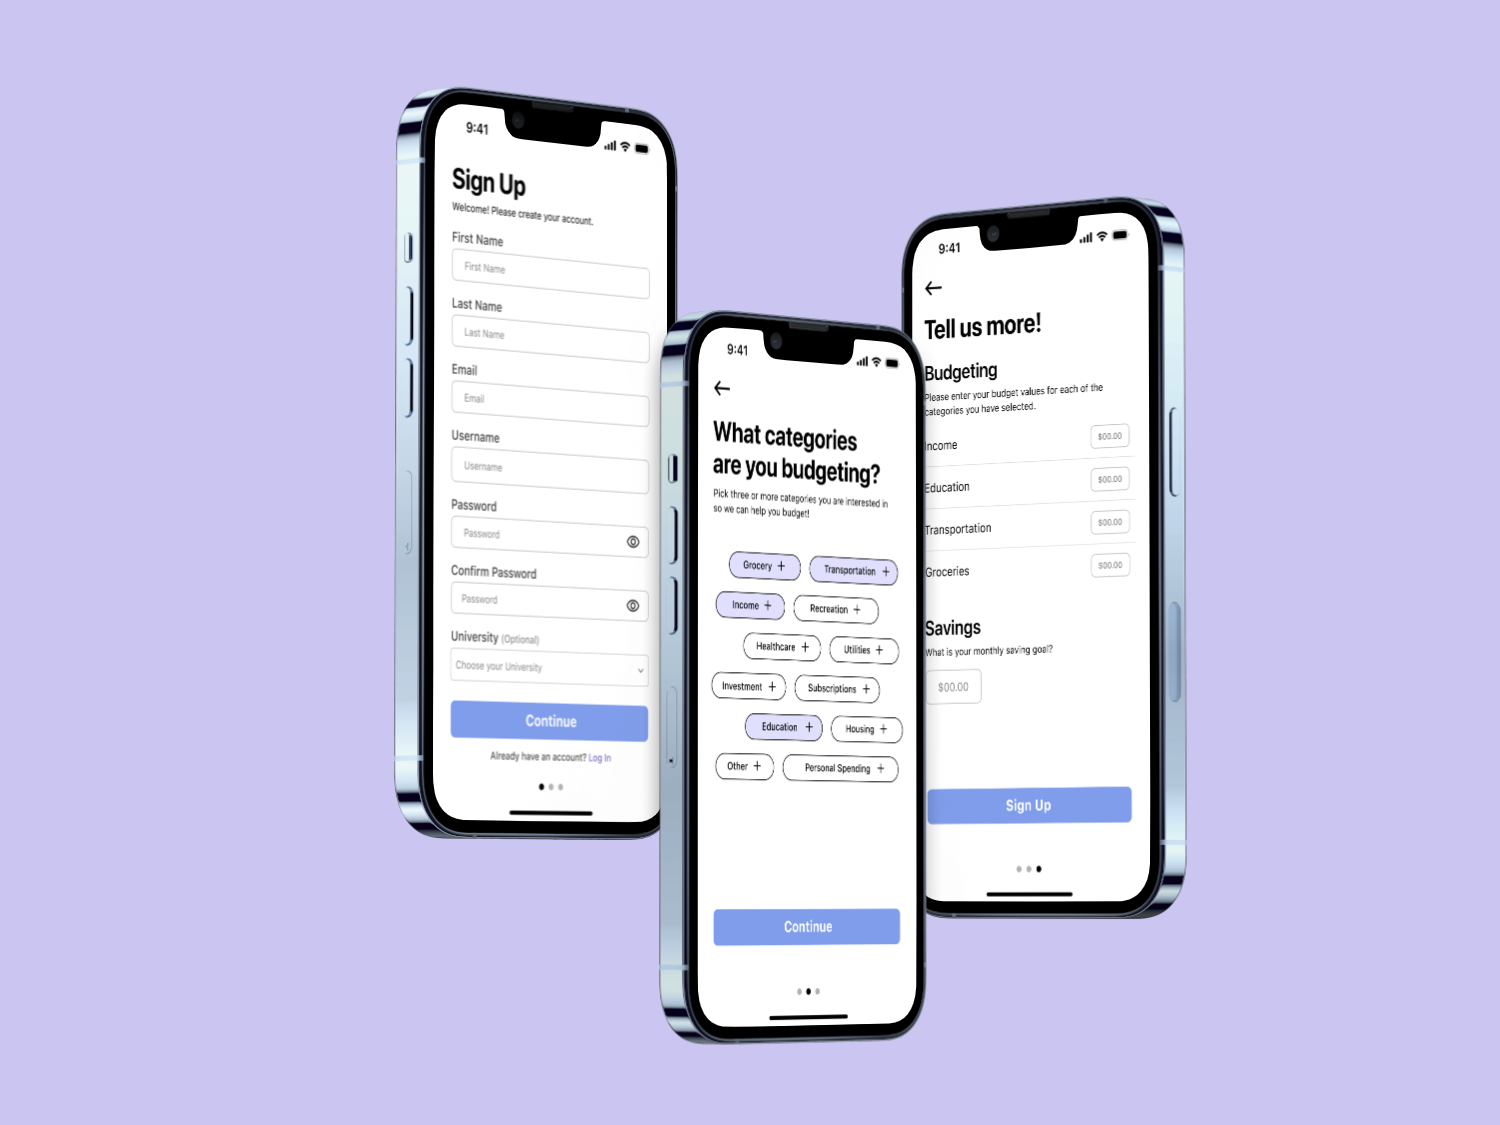 9:41
Sign Up
Welcome! Please create your account.
First Name
First Name
Last Name
Last Name
Email
Email
Username
Username
Password
Password
Confirm Password
Password
University (Optional)
Choose your University
Continue
Already have an account? Log In
9:41
What categories
are you budgeting?
Pick three or more categories you are interested in
so we can help you budget!
Grocery +
Transportation +
Income +
Recreation +
Healthcare +
Utilities +
Investment +
Subscriptions +
Education +
Housing +
Other +
Personal Spending +
Continue
9:41
Tell us more!
Budgeting
Please enter your budget values for each of the
categories you have selected.
Income $00.00
Education $00.00
Transportation $00.00
Groceries $00.00
Savings
What is your monthly saving goal?
$00.00
Sign Up